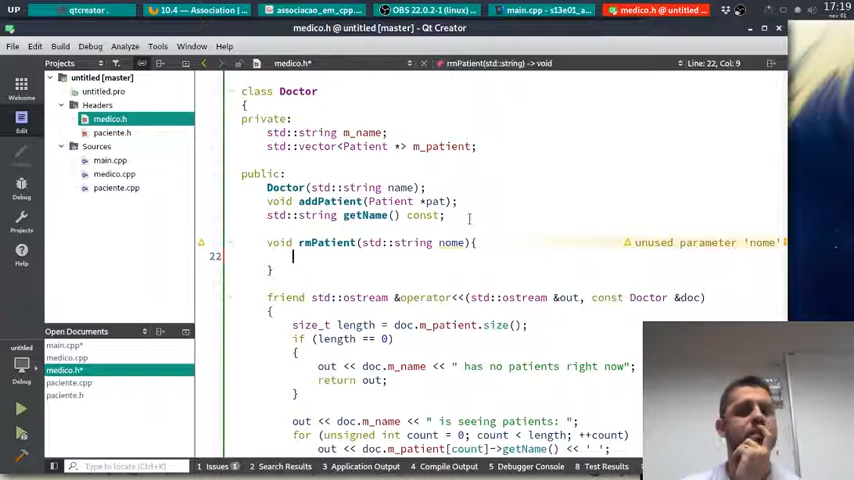 UP
qtcreator .
10.4 — Association | ...
associacao_em_cpp....
OBS 22.0.2-1 (linux) ...
main.cpp - s13e01_a...
medico.h @ untitled ...
17:19
nov 01
medico.h @ untitled [master] - Qt Creator
File Edit Build Debug Analyze Tools Window Help
Projects
medico.h*
rmPatient(std::string) -> void
Line: 22, Col: 9
Welcome
Edit
Debug
Projects
Help
untitled [master]
untitled.pro
Headers
medico.h
paciente.h
Sources
main.cpp
medico.cpp
paciente.cpp
Open Documents
main.cpp*
medico.cpp
medico.h*
paciente.cpp
paciente.h
untitled
Debug
class Doctor
{
private:
std::string m_name;
std::vector<Patient *> m_patient;
public:
Doctor(std::string name);
void addPatient(Patient *pat);
std::string getName() const;
void rmPatient(std::string nome){
unused parameter 'nome'
22
}
friend std::ostream &operator<<(std::ostream &out, const Doctor &doc)
{
size_t length = doc.m_patient.size();
if (length == 0)
{
out << doc.m_name << " has no patients right now";
return out;
}
out << doc.m_name << " is seeing patients: ";
for (unsigned int count = 0; count < length; ++count)
out << doc.m_patient[count]->getName() << ' ';
Type to locate (Ctrl+K)
1 Issues 1
2 Search Results
3 Application Output
4 Compile Output
5 Debugger Console
8 Test Results